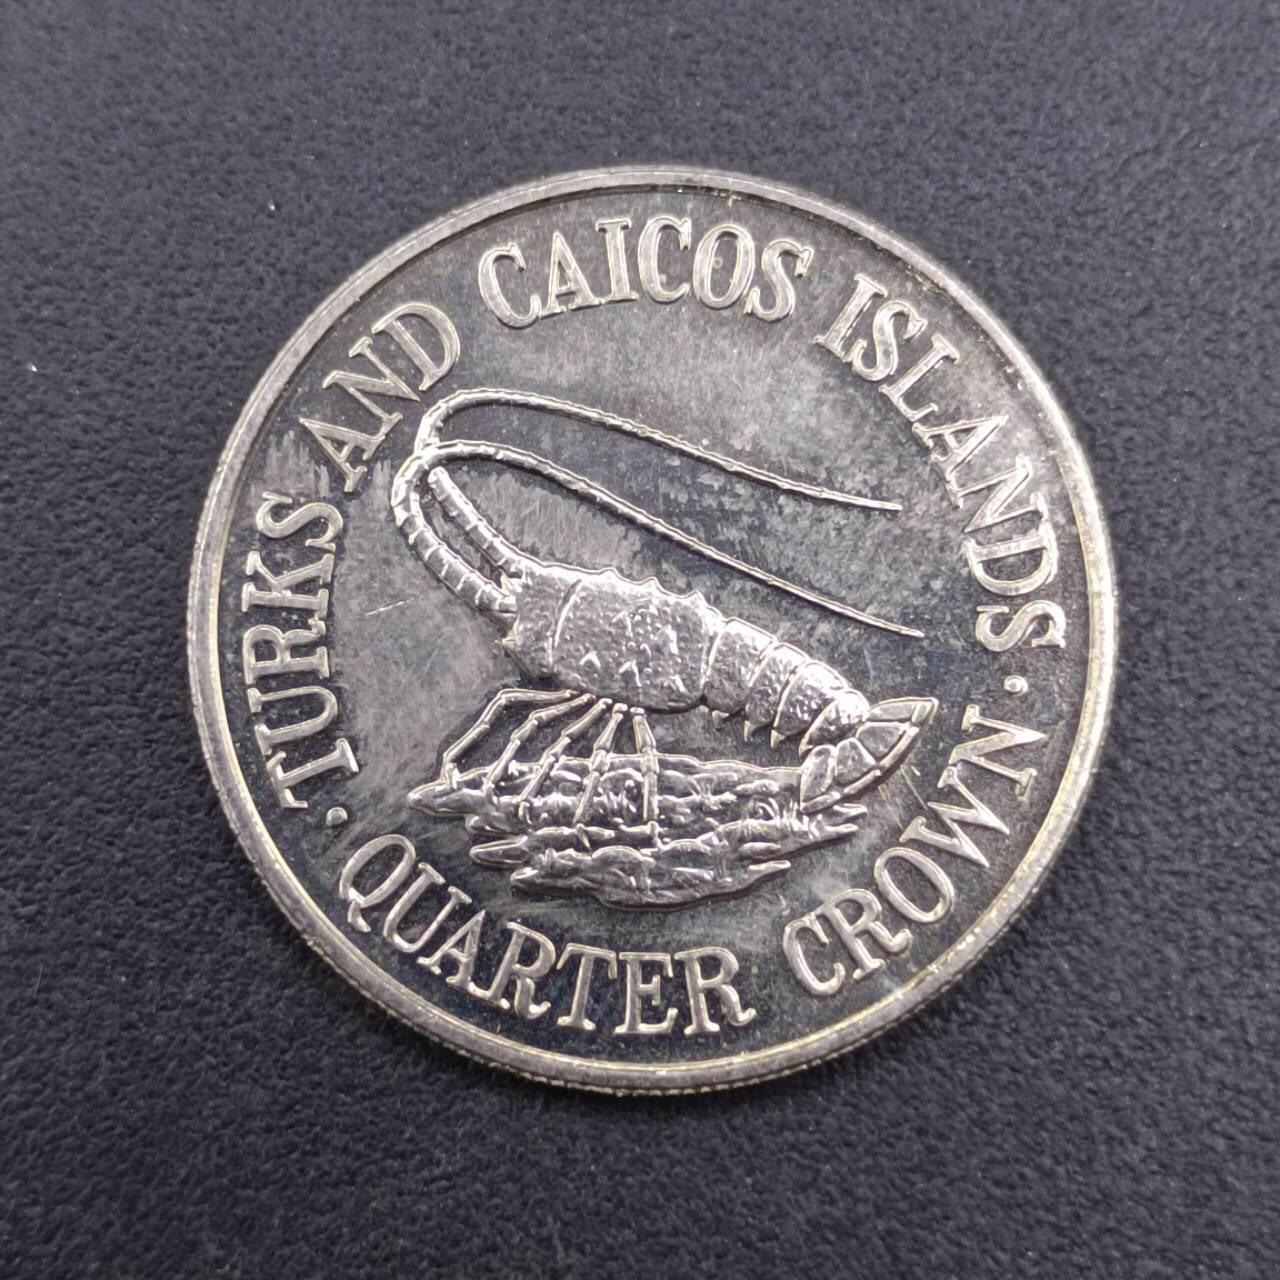 · TURKS AND CAICOS ISLANDS ·
QUARTER CROWN